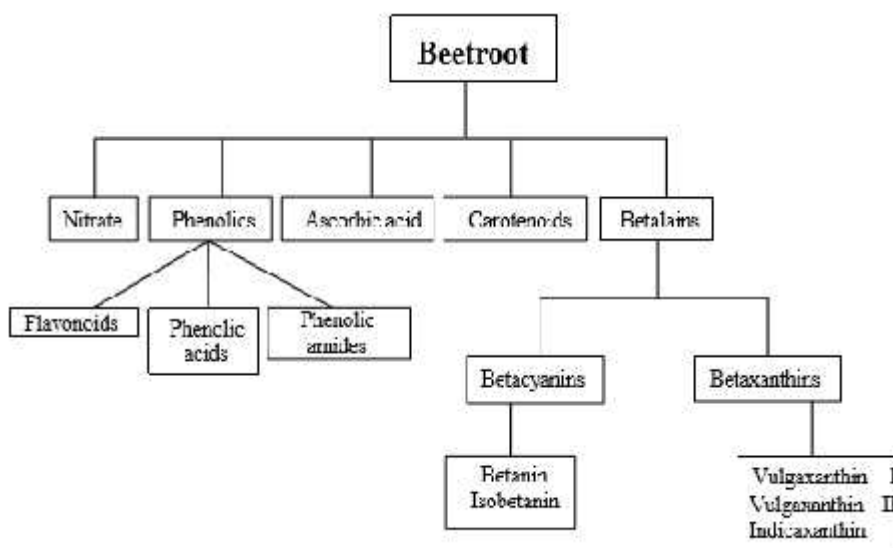 Beetroot
Nitrate
Phenolics
Ascorbic acid
Carotenoids
Betalains
Flavonoids
Phenolic
acids
Phenolic
amides
Betacyanins
Betaxanthins
Betanin
Isobetanin
Vulgaxanthin I
Vulgaxanthin II
Indicaxanthin